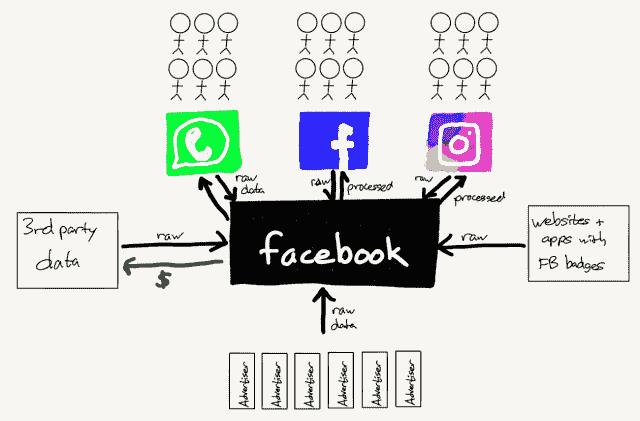 f
raw
data
raw
processed
raw
processed
3rd party
data
raw
$
facebook
raw
websites +
apps with
FB badges
raw
data
Advertiser
Advertiser
Advertiser
Advertiser
Advertiser
Advertiser